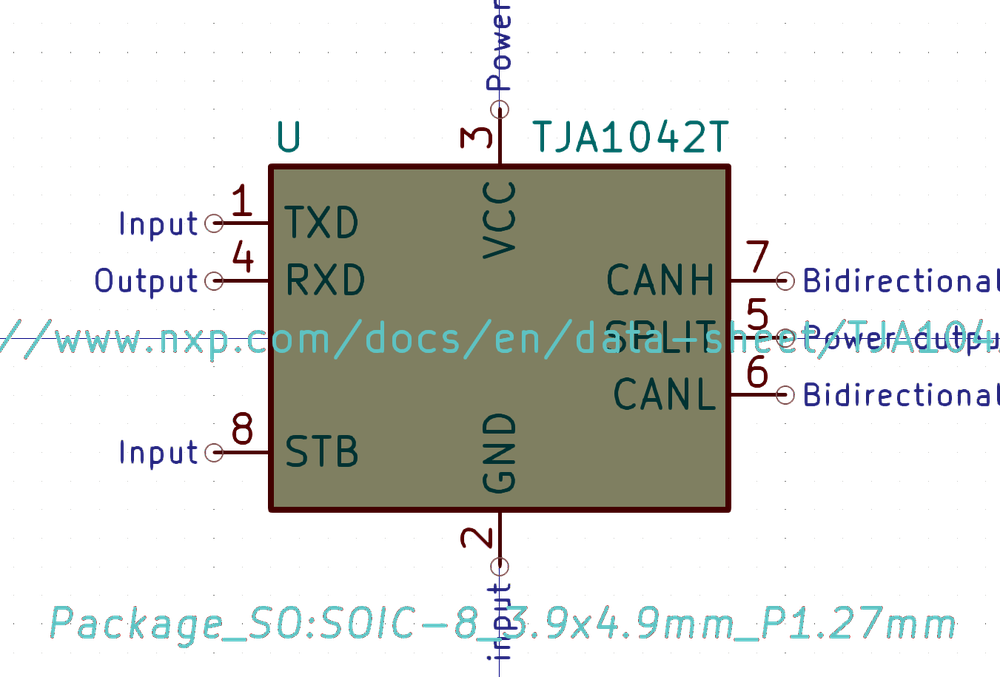 Power
U
3
TJA1042T
1
Input
TXD
VCC
4
Output
RXD
7
CANH
Bidirectional
5
SPLIT
//www.nxp.com/docs/en/data-sheet/TJA104
Power outpu
6
CANL
Bidirectional
8
Input
STB
GND
2
input
Package_SO:SOIC-8_3.9x4.9mm_P1.27mm